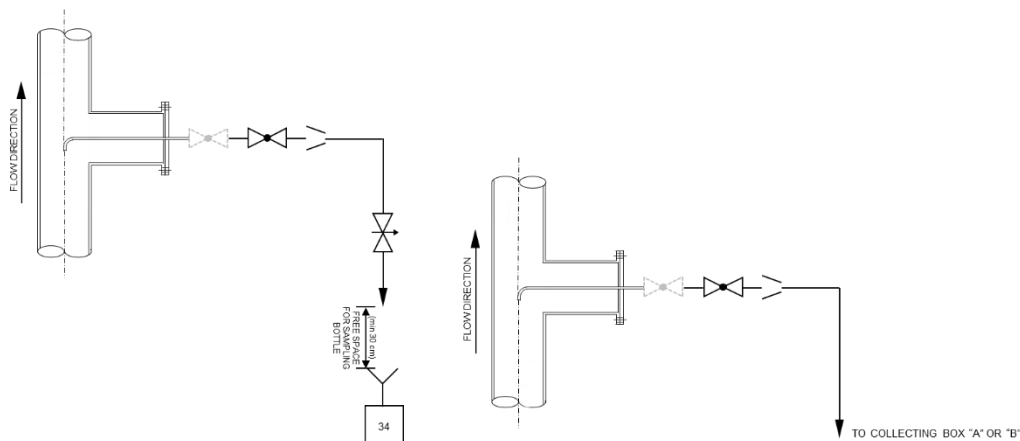 FLOW DIRECTION
(min 30 cm)
FREE SPACE
FOR SAMPLING
BOTTLE
34
FLOW DIRECTION
TO COLLECTING BOX "A" OR "B"